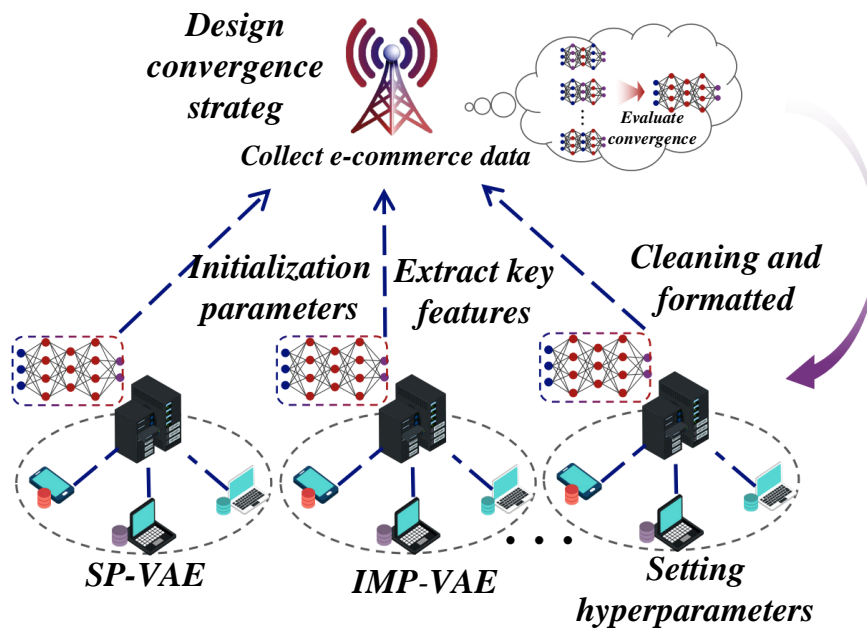 Design
convergence
strateg
Evaluate
convergence
Collect e-commerce data
Initialization
parameters
Extract key
features
Cleaning and
formatted
SP-VAE
IMP-VAE
Setting
hyperparameters